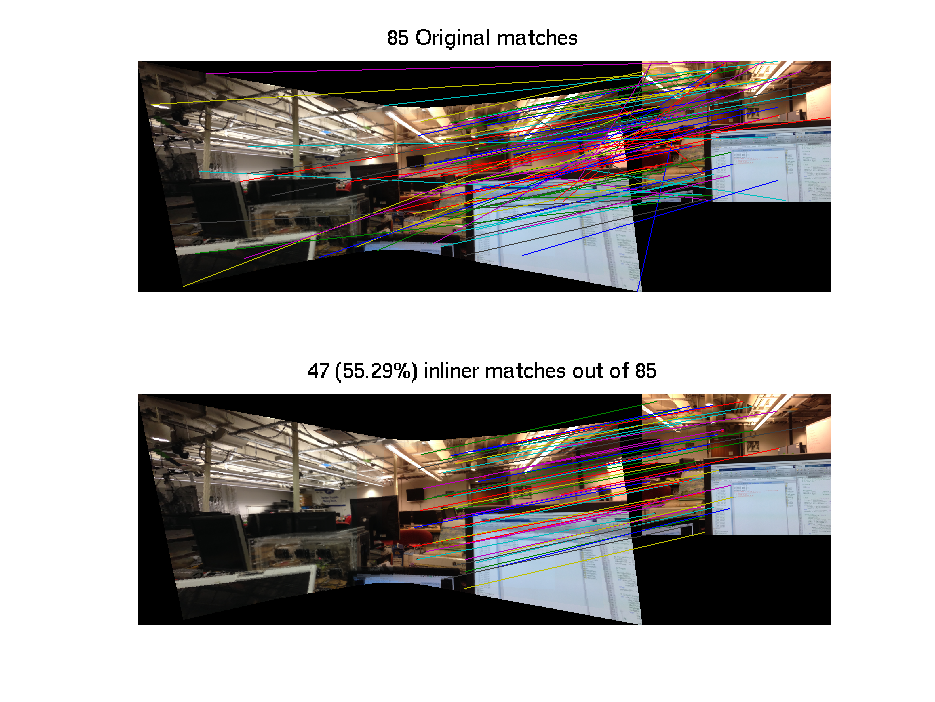 85 Original matches
47 (55.29%) inliner matches out of 85